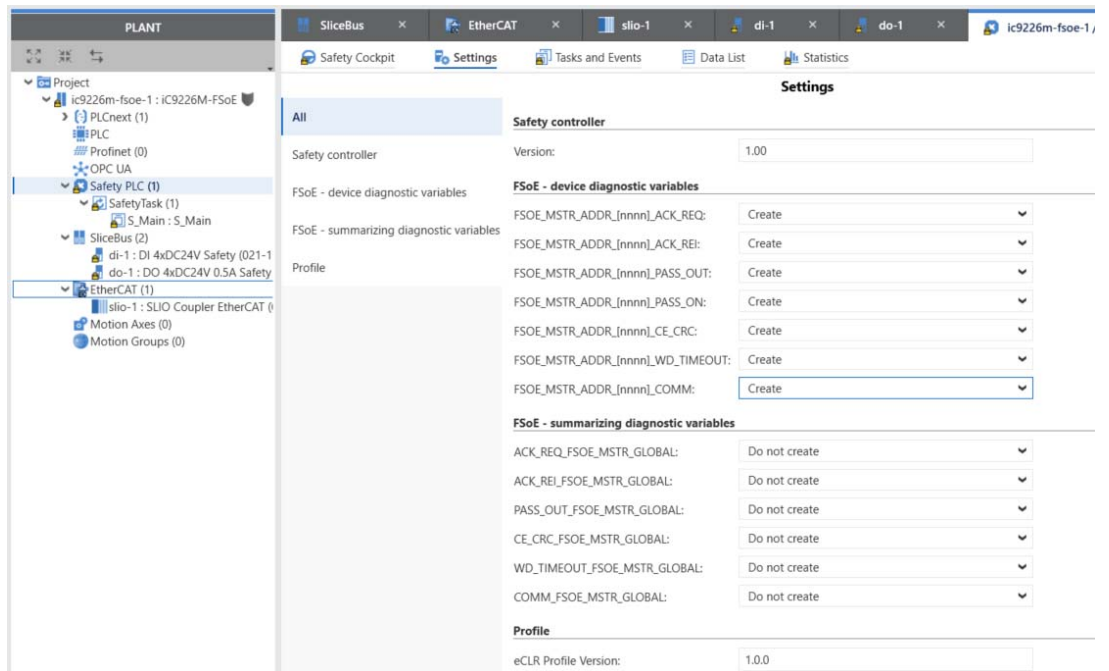 PLANT
Project
ic9226m-fsoe-1 : iC9226M-FSoE
PLCnext (1)
PLC
Profinet (0)
OPC UA
Safety PLC (1)
SafetyTask (1)
S_Main : S_Main
SliceBus (2)
di-1 : DI 4xDC24V Safety (021-1
do-1 : DO 4xDC24V 0.5A Safety
EtherCAT (1)
slio-1 : SLIO Coupler EtherCAT (
Motion Axes (0)
Motion Groups (0)
SliceBus × EtherCAT × slio-1 × di-1 × do-1 × ic9226m-fsoe-1 /
Safety Cockpit Settings Tasks and Events Data List Statistics
Settings
All
Safety controller
FSoE - device diagnostic variables
FSoE - summarizing diagnostic variables
Profile
Safety controller
Version: 1.00
FSoE - device diagnostic variables
FSOE_MSTR_ADDR_[nnnn]_ACK_REQ: Create
FSOE_MSTR_ADDR_[nnnn]_ACK_REI: Create
FSOE_MSTR_ADDR_[nnnn]_PASS_OUT: Create
FSOE_MSTR_ADDR_[nnnn]_PASS_ON: Create
FSOE_MSTR_ADDR_[nnnn]_CE_CRC: Create
FSOE_MSTR_ADDR_[nnnn]_WD_TIMEOUT: Create
FSOE_MSTR_ADDR_[nnnn]_COMM: Create
FSoE - summarizing diagnostic variables
ACK_REQ_FSOE_MSTR_GLOBAL: Do not create
ACK_REI_FSOE_MSTR_GLOBAL: Do not create
PASS_OUT_FSOE_MSTR_GLOBAL: Do not create
CE_CRC_FSOE_MSTR_GLOBAL: Do not create
WD_TIMEOUT_FSOE_MSTR_GLOBAL: Do not create
COMM_FSOE_MSTR_GLOBAL: Do not create
Profile
eCLR Profile Version: 1.0.0